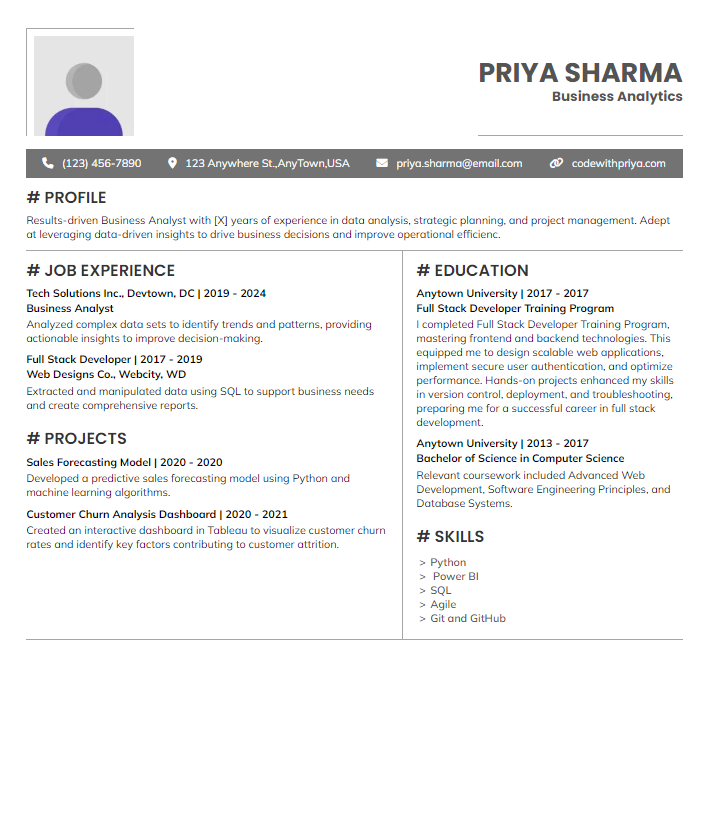 PRIYA SHARMA
Business Analytics
(123) 456-7890 123 Anywhere St.,AnyTown,USA priya.sharma@email.com codewithpriya.com
# PROFILE
Results-driven Business Analyst with [X] years of experience in data analysis, strategic planning, and project management. Adept
at leveraging data-driven insights to drive business decisions and improve operational efficienc.
# JOB EXPERIENCE
Tech Solutions Inc., Devtown, DC | 2019 - 2024
Business Analyst
Analyzed complex data sets to identify trends and patterns, providing
actionable insights to improve decision-making.
Full Stack Developer | 2017 - 2019
Web Designs Co., Webcity, WD
Extracted and manipulated data using SQL to support business needs
and create comprehensive reports.
# PROJECTS
Sales Forecasting Model | 2020 - 2020
Developed a predictive sales forecasting model using Python and
machine learning algorithms.
Customer Churn Analysis Dashboard | 2020 - 2021
Created an interactive dashboard in Tableau to visualize customer churn
rates and identify key factors contributing to customer attrition.
# EDUCATION
Anytown University | 2017 - 2017
Full Stack Developer Training Program
I completed Full Stack Developer Training Program,
mastering frontend and backend technologies. This
equipped me to design scalable web applications,
implement secure user authentication, and optimize
performance. Hands-on projects enhanced my skills
in version control, deployment, and troubleshooting,
preparing me for a successful career in full stack
development.
Anytown University | 2013 - 2017
Bachelor of Science in Computer Science
Relevant coursework included Advanced Web
Development, Software Engineering Principles, and
Database Systems.
# SKILLS
> Python
> Power BI
> SQL
> Agile
> Git and GitHub